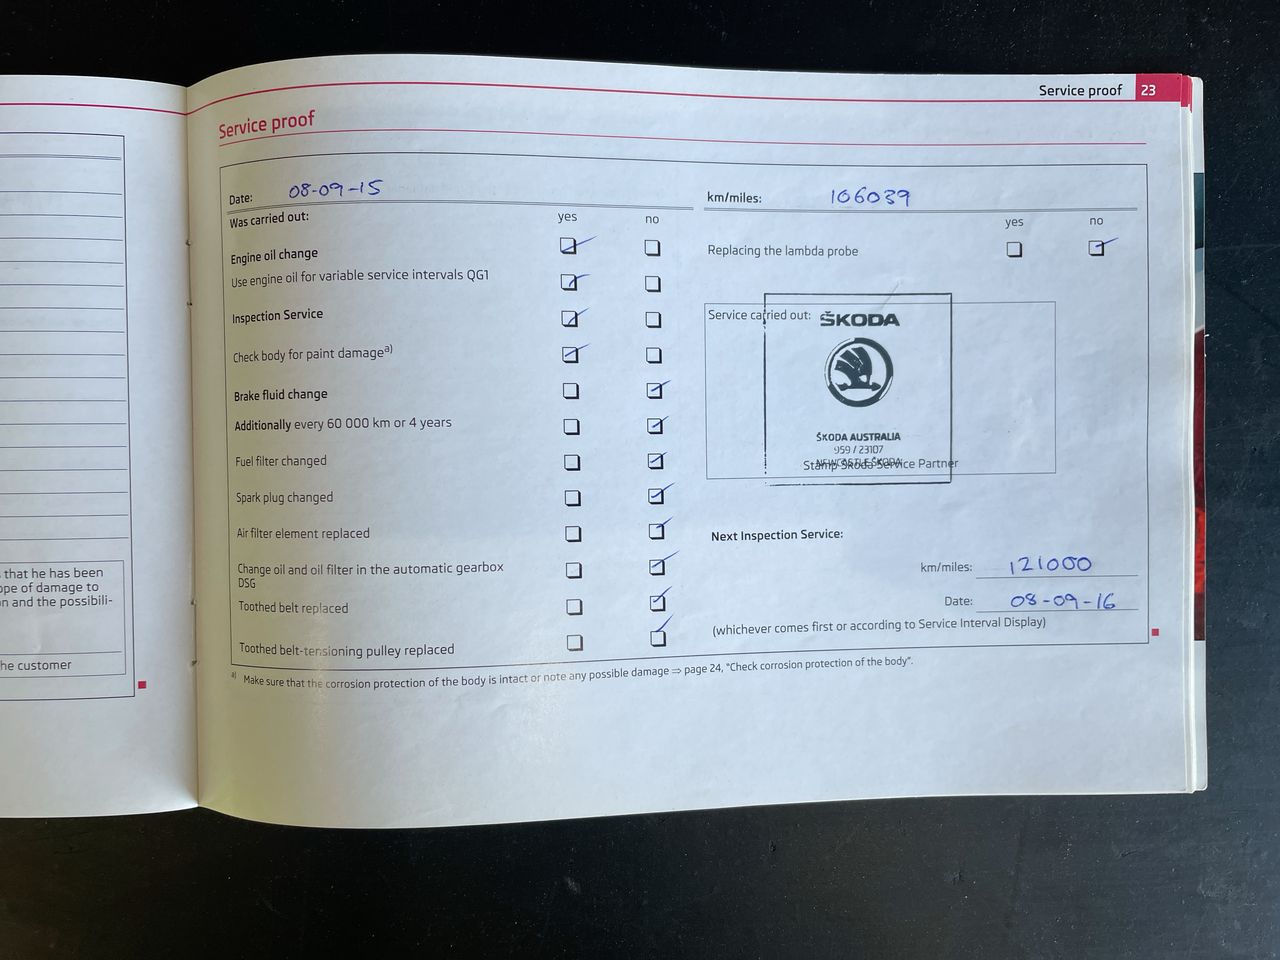 Service proof 23
Service proof
Date: 08-09-15
Was carried out: yes no
Engine oil change
Use engine oil for variable service intervals QG1
Inspection Service
Check body for paint damage a)
Brake fluid change
Additionally every 60 000 km or 4 years
Fuel filter changed
Spark plug changed
Air filter element replaced
Change oil and oil filter in the automatic gearbox
DSG
Toothed belt replaced
Toothed belt-tensioning pulley replaced
km/miles: 106039
yes no
Replacing the lambda probe
Service carried out:
ŠKODA
ŠKODA AUSTRALIA
959 / 23107
NEWCASTLE ŠKODA
Stamp Škoda Service Partner
Next Inspection Service:
km/miles: 121000
Date: 08-09-16
(whichever comes first or according to Service Interval Display)
a) Make sure that the corrosion protection of the body is intact or note any possible damage ⇒ page 24, "Check corrosion protection of the body".
that he has been
ope of damage to
n and the possibili-
he customer